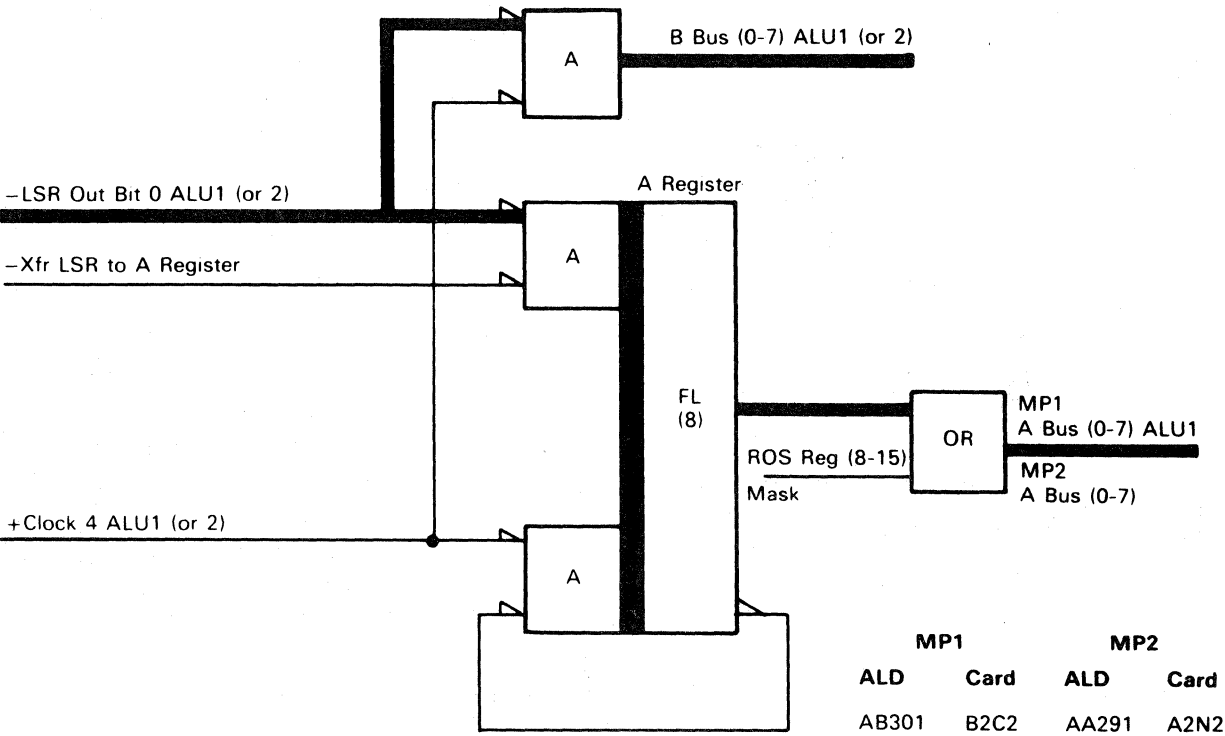 B Bus (0-7) ALU1 (or 2)
A
–LSR Out Bit 0 ALU1 (or 2)
A Register
A
–Xfr LSR to A Register
FL
(8)
MP1
A Bus (0-7) ALU1
OR
ROS Reg (8-15)
Mask
MP2
A Bus (0-7)
+Clock 4 ALU1 (or 2)
A
MP1 MP2
ALD Card ALD Card
AB301 B2C2 AA291 A2N2